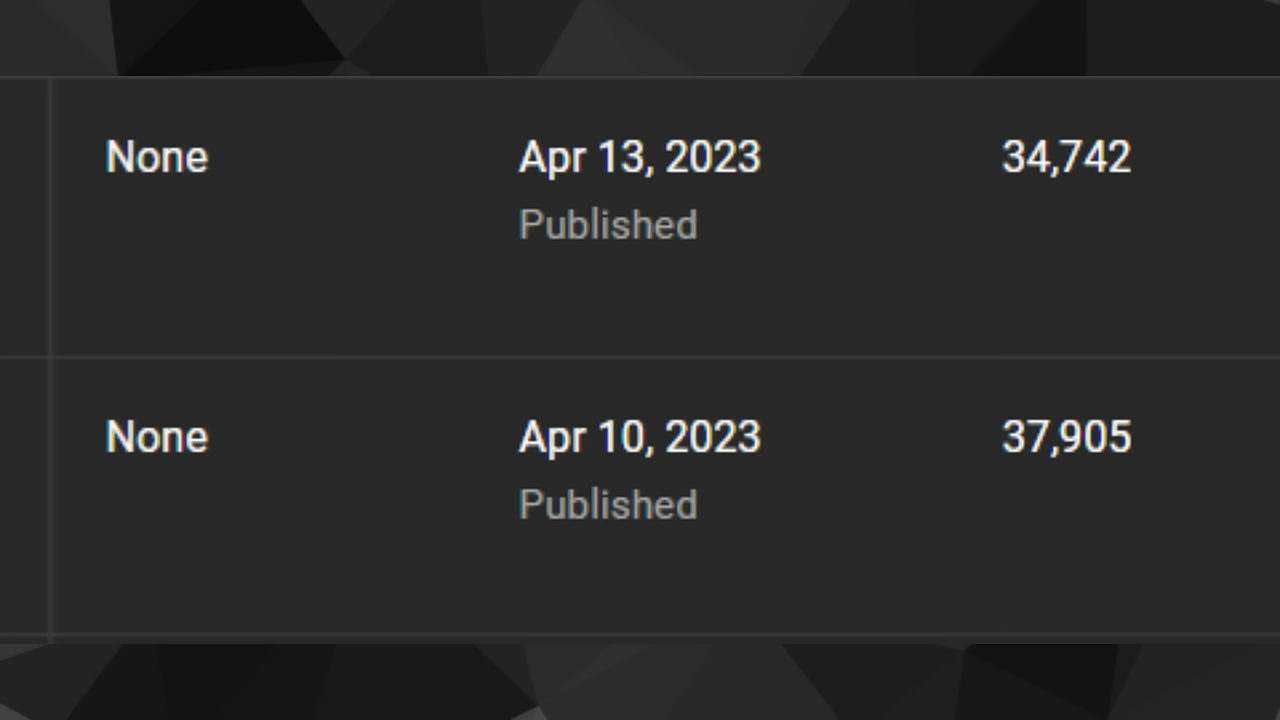 None Apr 13, 2023 34,742
Published
None Apr 10, 2023 37,905
Published